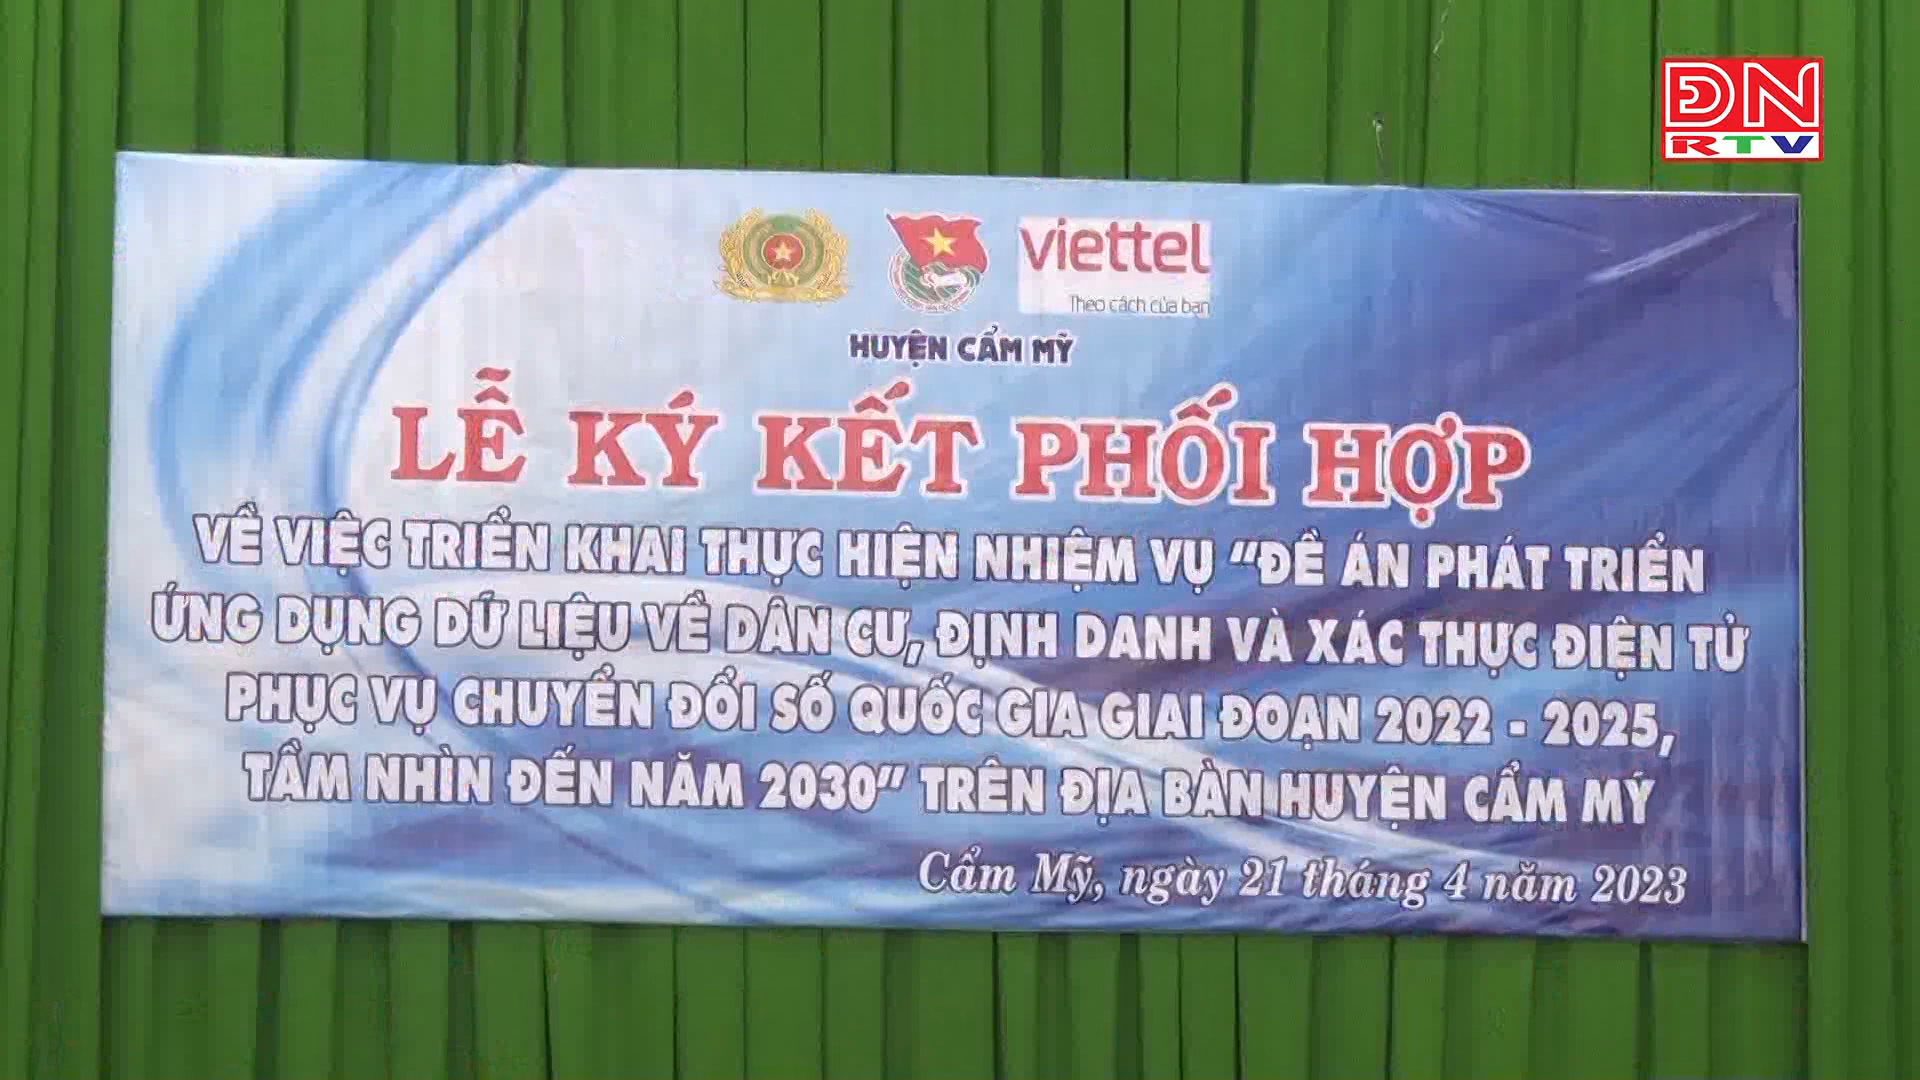 ĐN
RTV
viettel
Theo cách của bạn
HUYỆN CẨM MỸ
LỄ KÝ KẾT PHỐI HỢP
VỀ VIỆC TRIỂN KHAI THỰC HIỆN NHIỆM VỤ "ĐỀ ÁN PHÁT TRIỂN
ỨNG DỤNG DỮ LIỆU VỀ DÂN CƯ, ĐỊNH DANH VÀ XÁC THỰC ĐIỆN TỬ
PHỤC VỤ CHUYỂN ĐỔI SỐ QUỐC GIA GIAI ĐOẠN 2022 - 2025,
TẦM NHÌN ĐẾN NĂM 2030" TRÊN ĐỊA BÀN HUYỆN CẨM MỸ
Cẩm Mỹ, ngày 21 tháng 4 năm 2023